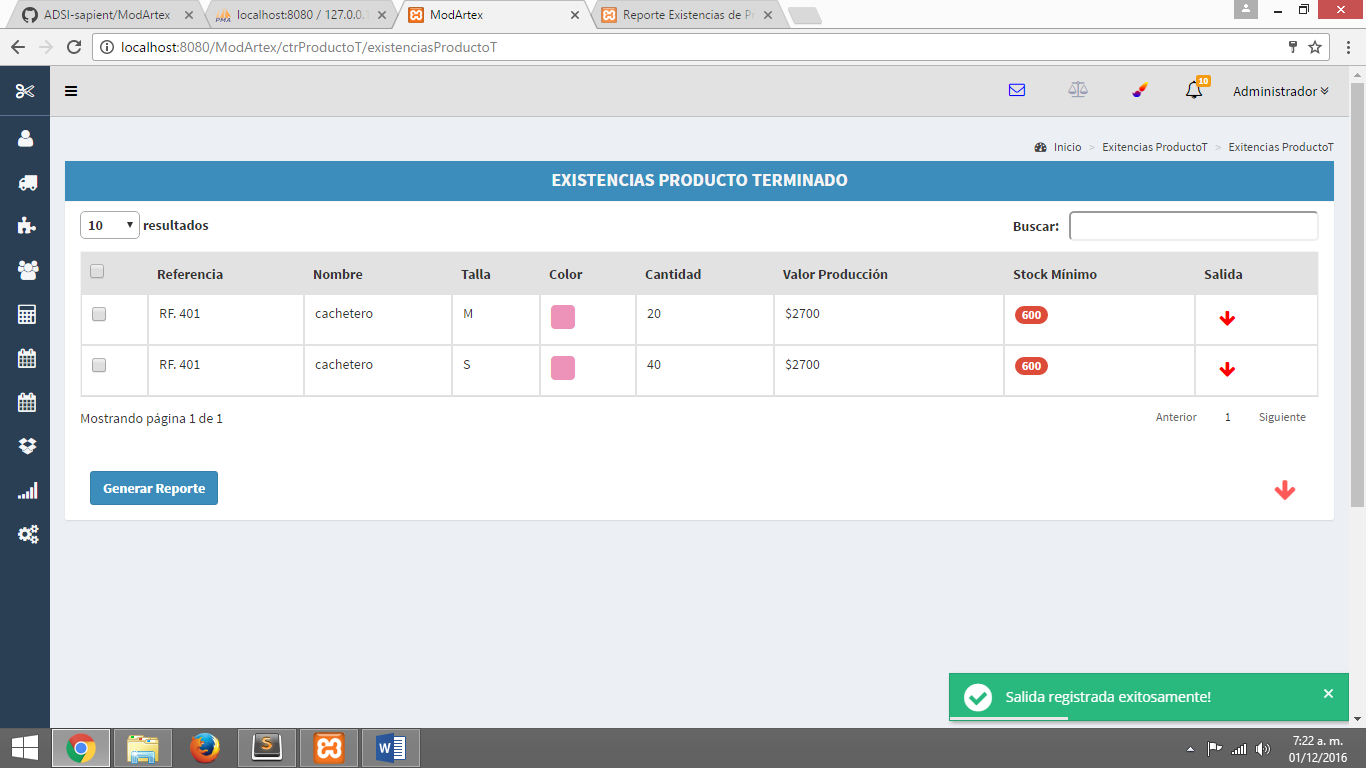 ADSI-sapient/ModArtex
localhost:8080 / 127.0.0.1
ModArtex
Reporte Existencias de Pr
localhost:8080/ModArtex/ctrProductoT/existenciasProductoT
10
Administrador
Inicio > Exitencias ProductoT > Exitencias ProductoT
EXISTENCIAS PRODUCTO TERMINADO
10 resultados
Buscar:
Referencia Nombre Talla Color Cantidad Valor Producción Stock Mínimo Salida
RF. 401 cachetero M 20 $2700 600
RF. 401 cachetero S 40 $2700 600
Mostrando página 1 de 1
Anterior 1 Siguiente
Generar Reporte
Salida registrada exitosamente!
7:22 a. m.
01/12/2016